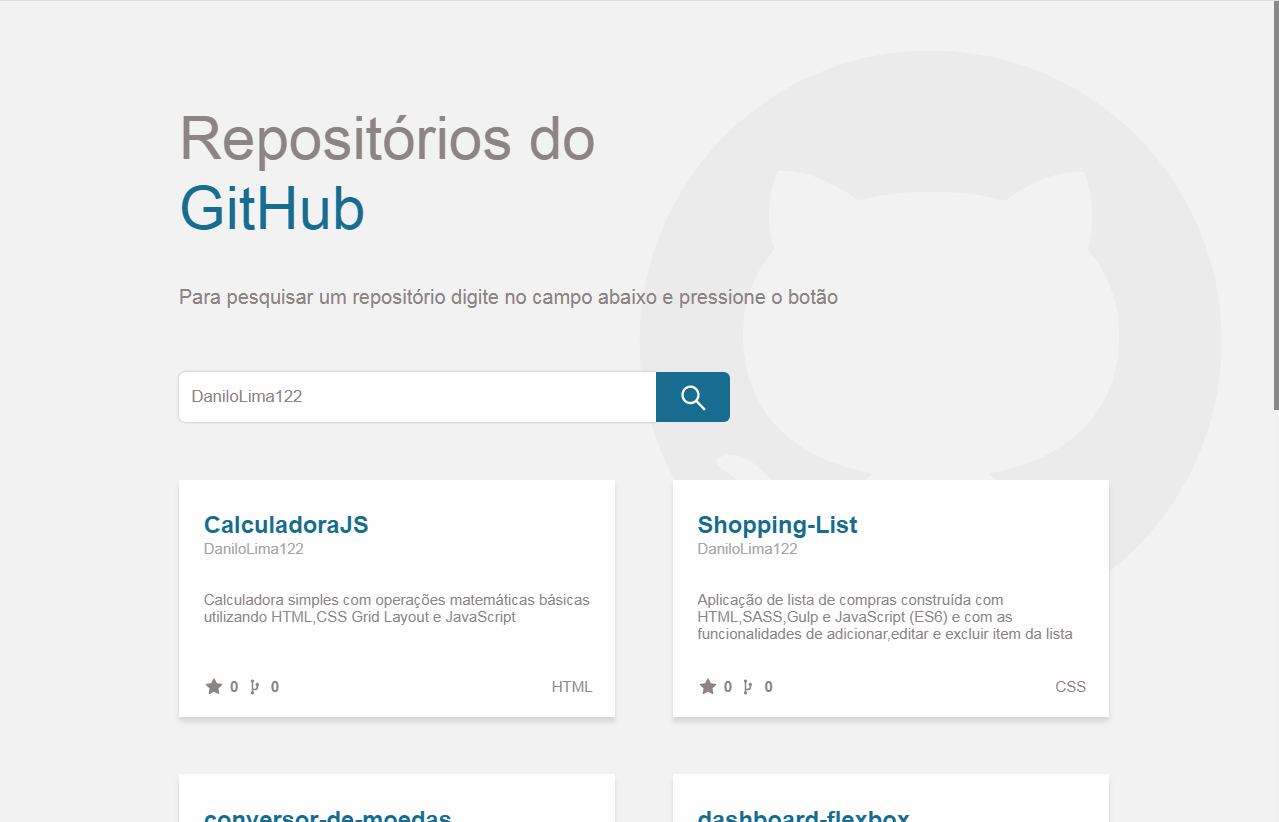 Repositórios do
GitHub
Para pesquisar um repositório digite no campo abaixo e pressione o botão
DaniloLima122
CalculadoraJS
DaniloLima122
Calculadora simples com operações matemáticas básicas
utilizando HTML,CSS Grid Layout e JavaScript
0 0 HTML
Shopping-List
DaniloLima122
Aplicação de lista de compras construída com
HTML,SASS,Gulp e JavaScript (ES6) e com as
funcionalidades de adicionar,editar e excluir item da lista
0 0 CSS
conversor-de-moedas
dashboard-flexbox